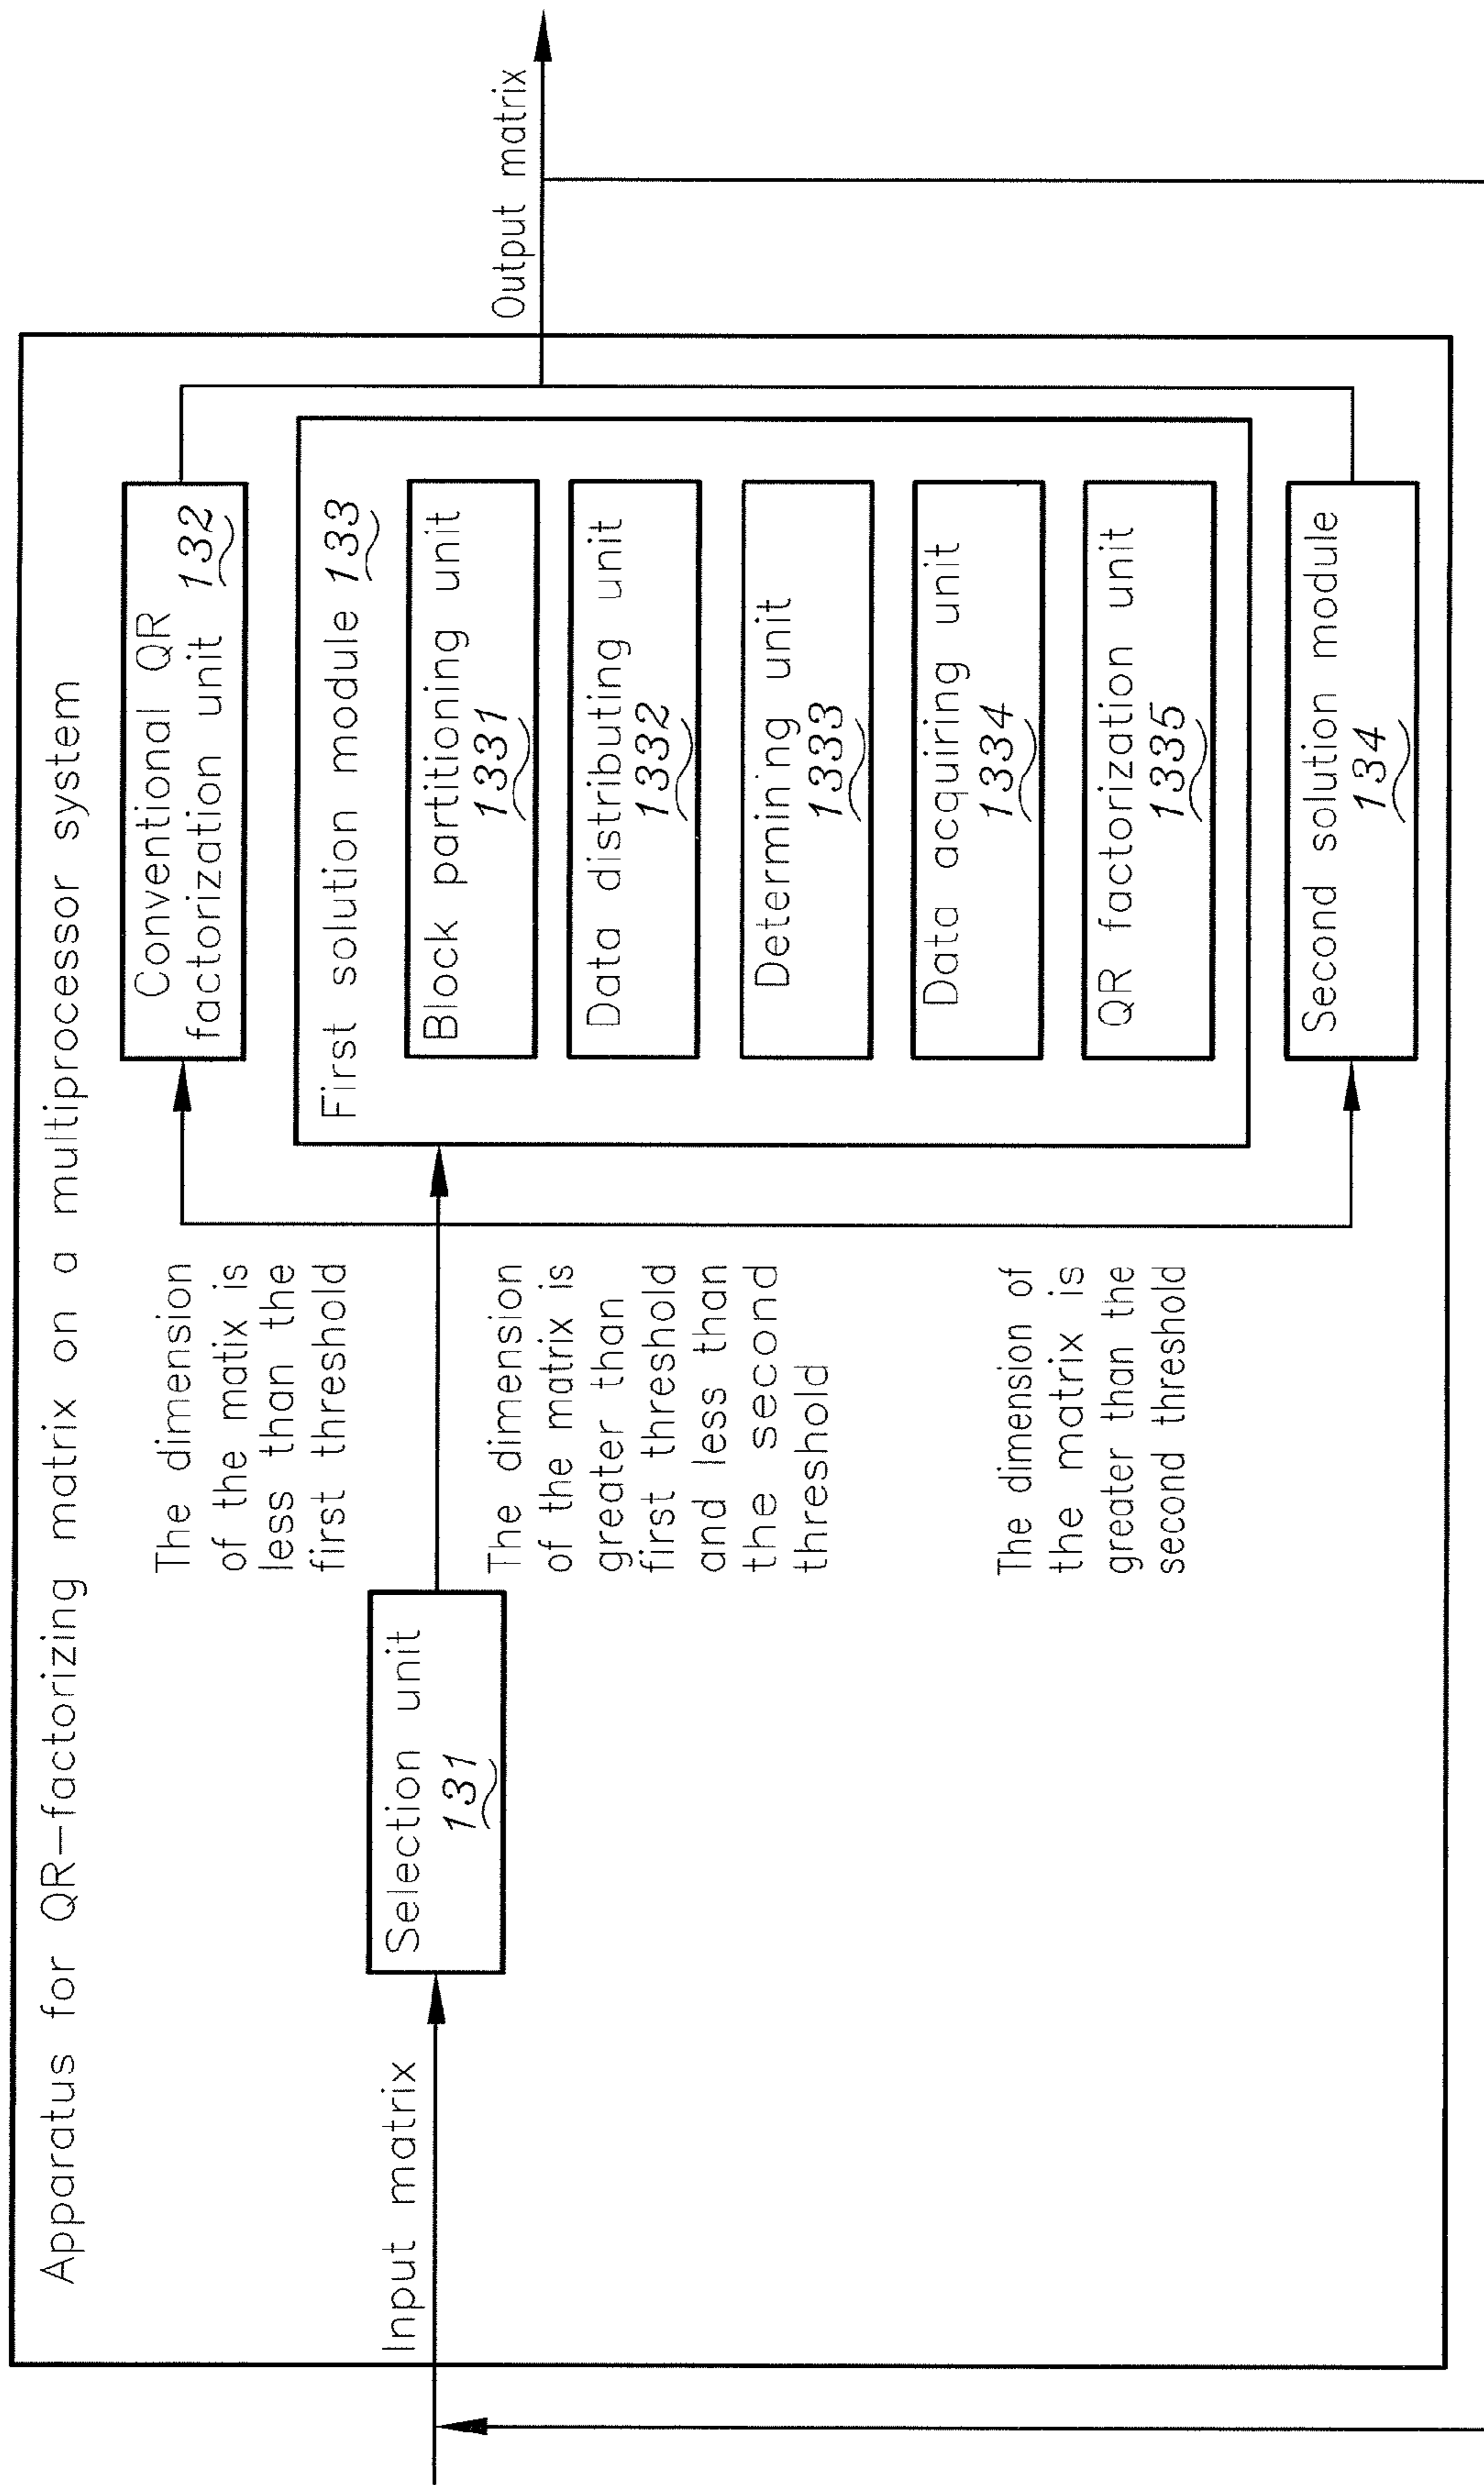 Apparatus for QR-factorizing matrix on a multiprocessor system
Input matrix
Selection unit
131
The dimension
of the matix is
less than the
first threshold
The dimension
of the matrix is
greater than
first threshold
and less than
the second
threshold
The dimension of
the matrix is
greater than the
second threshold
Conventional QR
factorization unit 132
First solution module 133
Block partitioning unit
1331
Data distributing unit
1332
Determining unit
1333
Data acquiring unit
1334
QR factorization unit
1335
Second solution module
134
Output matrix